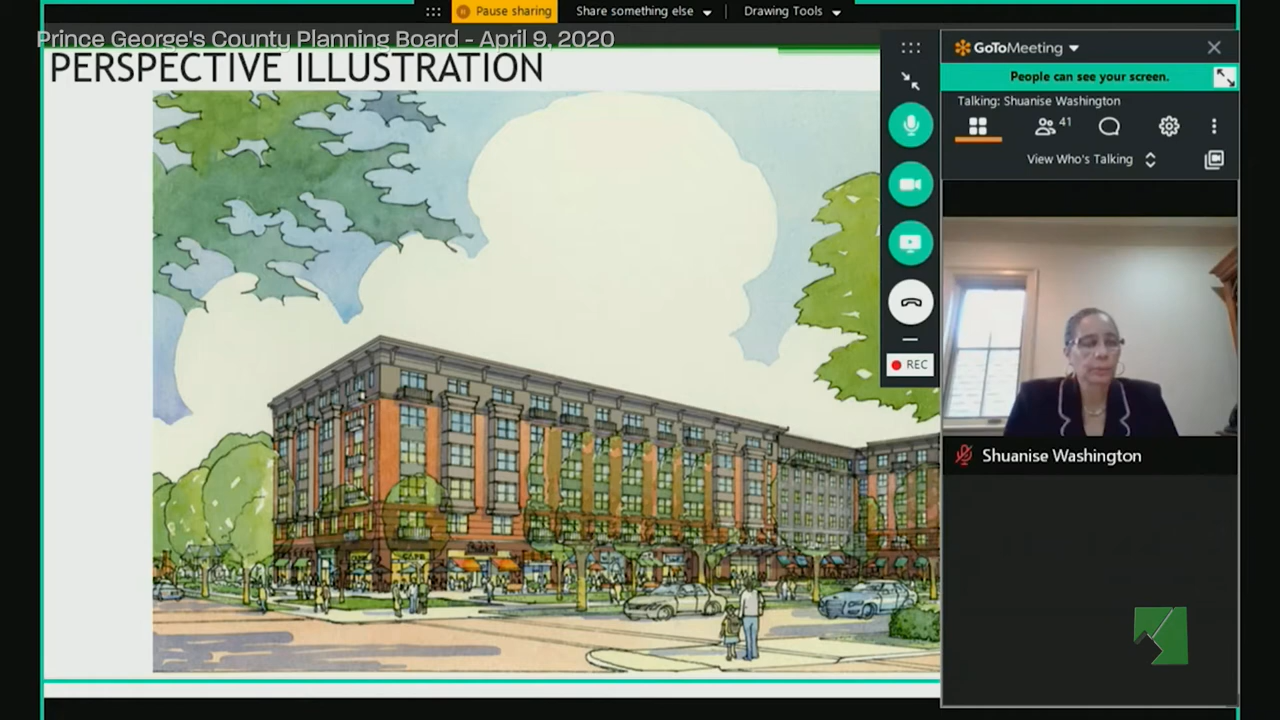 Pause sharing
Share something else
Drawing Tools
Prince George's County Planning Board - April 9, 2020
PERSPECTIVE ILLUSTRATION
GoToMeeting
People can see your screen.
Talking: Shuanise Washington
41
View Who's Talking
REC
Shuanise Washington